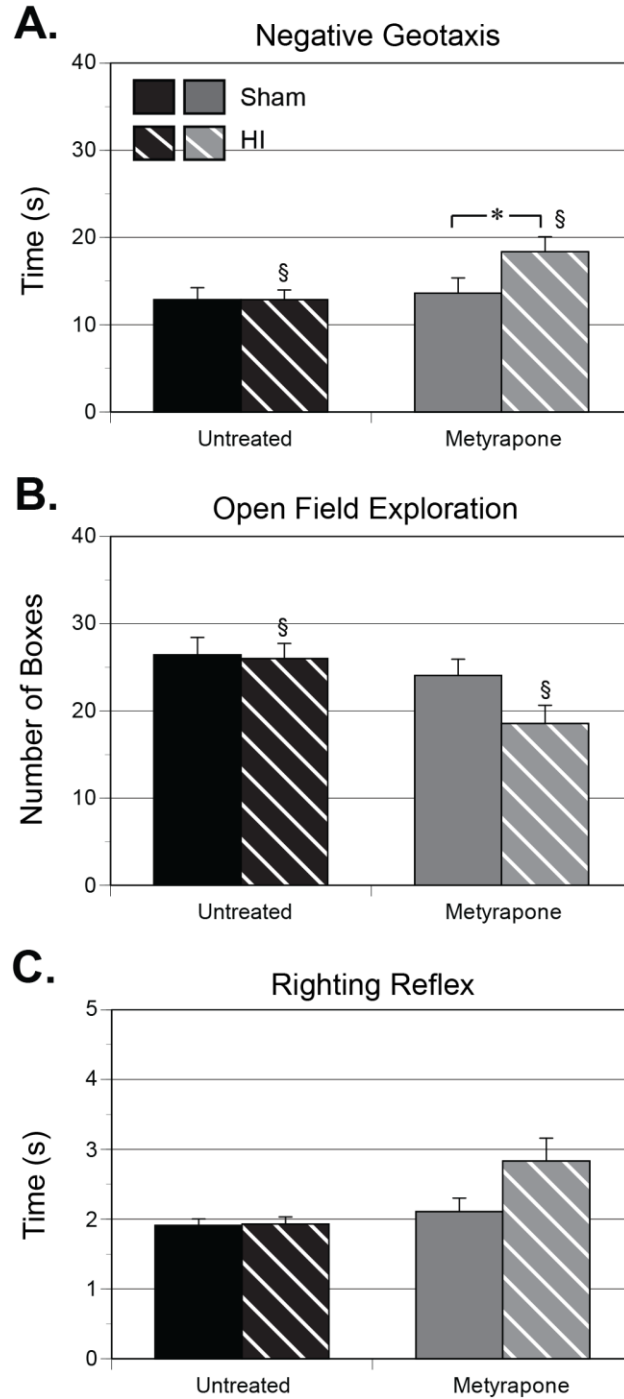 A.
Negative Geotaxis
Time (s)
40
30
20
10
0
Sham
HI
§
*
§
Untreated
Metyrapone
B.
Open Field Exploration
Number of Boxes
40
30
20
10
0
§
§
Untreated
Metyrapone
C.
Righting Reflex
Time (s)
5
4
3
2
1
0
Untreated
Metyrapone